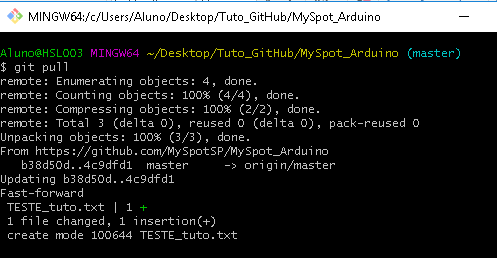 MINGW64:/c/Users/Aluno/Desktop/Tuto_GitHub/MySpot_Arduino
Aluno@HSLOO3 MINGW64 ~/Desktop/Tuto_GitHub/MySpot_Arduino (master)
$ git pull
remote: Enumerating objects: 4, done.
remote: Counting objects: 100% (4/4), done.
remote: Compressing objects: 100% (2/2), done.
remote: Total 3 (delta 0), reused 0 (delta 0), pack-reused 0
Unpacking objects: 100% (3/3), done.
From https://github.com/MySpotSP/MySpot_Arduino
   b38d50d..4c9dfd1  master     -> origin/master
Updating b38d50d..4c9dfd1
Fast-forward
 TESTE_tuto.txt | 1 +
 1 file changed, 1 insertion(+)
 create mode 100644 TESTE_tuto.txt